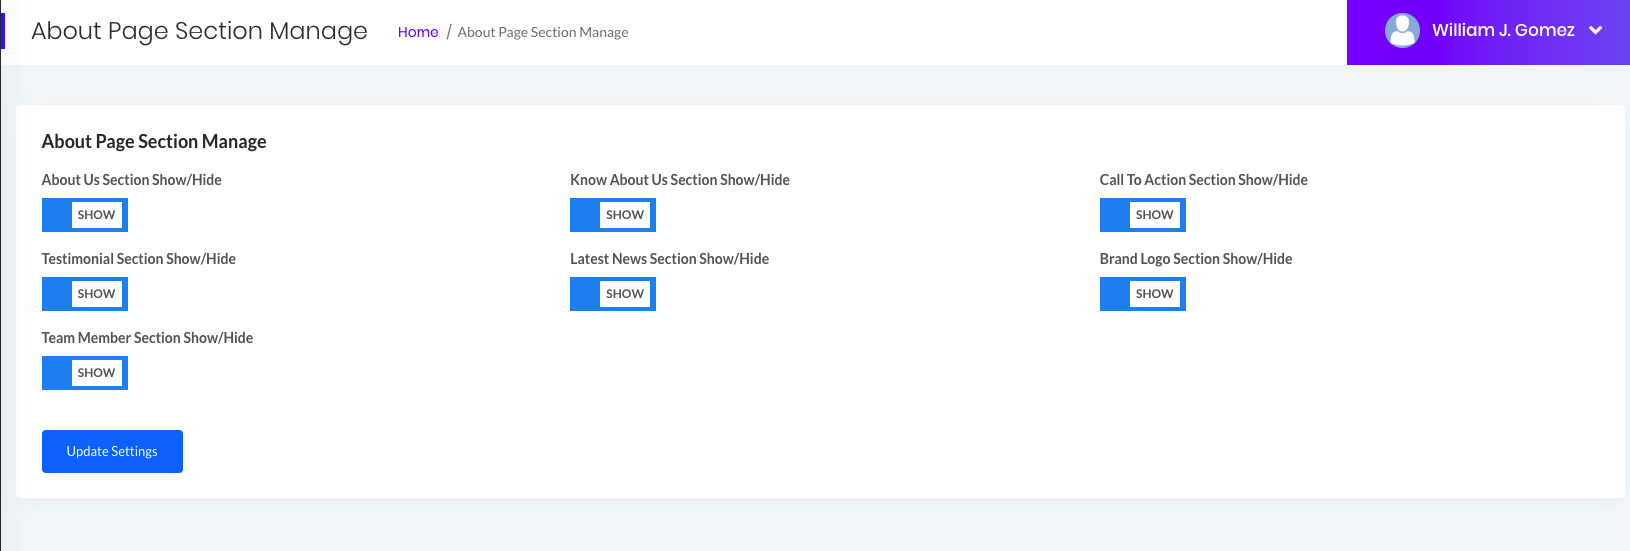 About Page Section Manage
Home / About Page Section Manage
William J. Gomez
About Page Section Manage
About Us Section Show/Hide
Know About Us Section Show/Hide
Call To Action Section Show/Hide
SHOW
SHOW
SHOW
Testimonial Section Show/Hide
Latest News Section Show/Hide
Brand Logo Section Show/Hide
SHOW
SHOW
SHOW
Team Member Section Show/Hide
SHOW
Update Settings